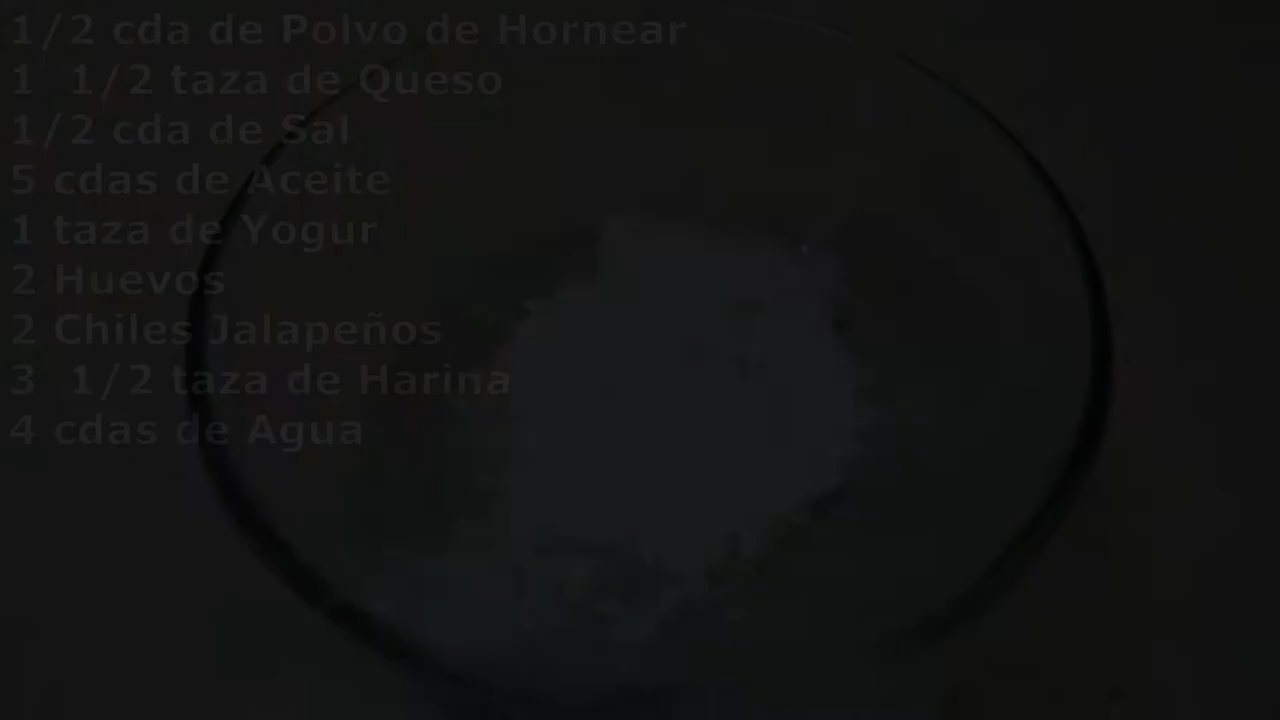 1/2 cda de Polvo de Hornear
1  1/2 taza de Queso
1/2 cda de Sal
5 cdas de Aceite
1 taza de Yogur
2 Huevos
2 Chiles Jalapeños
3  1/2 taza de Harina
4 cdas de Agua